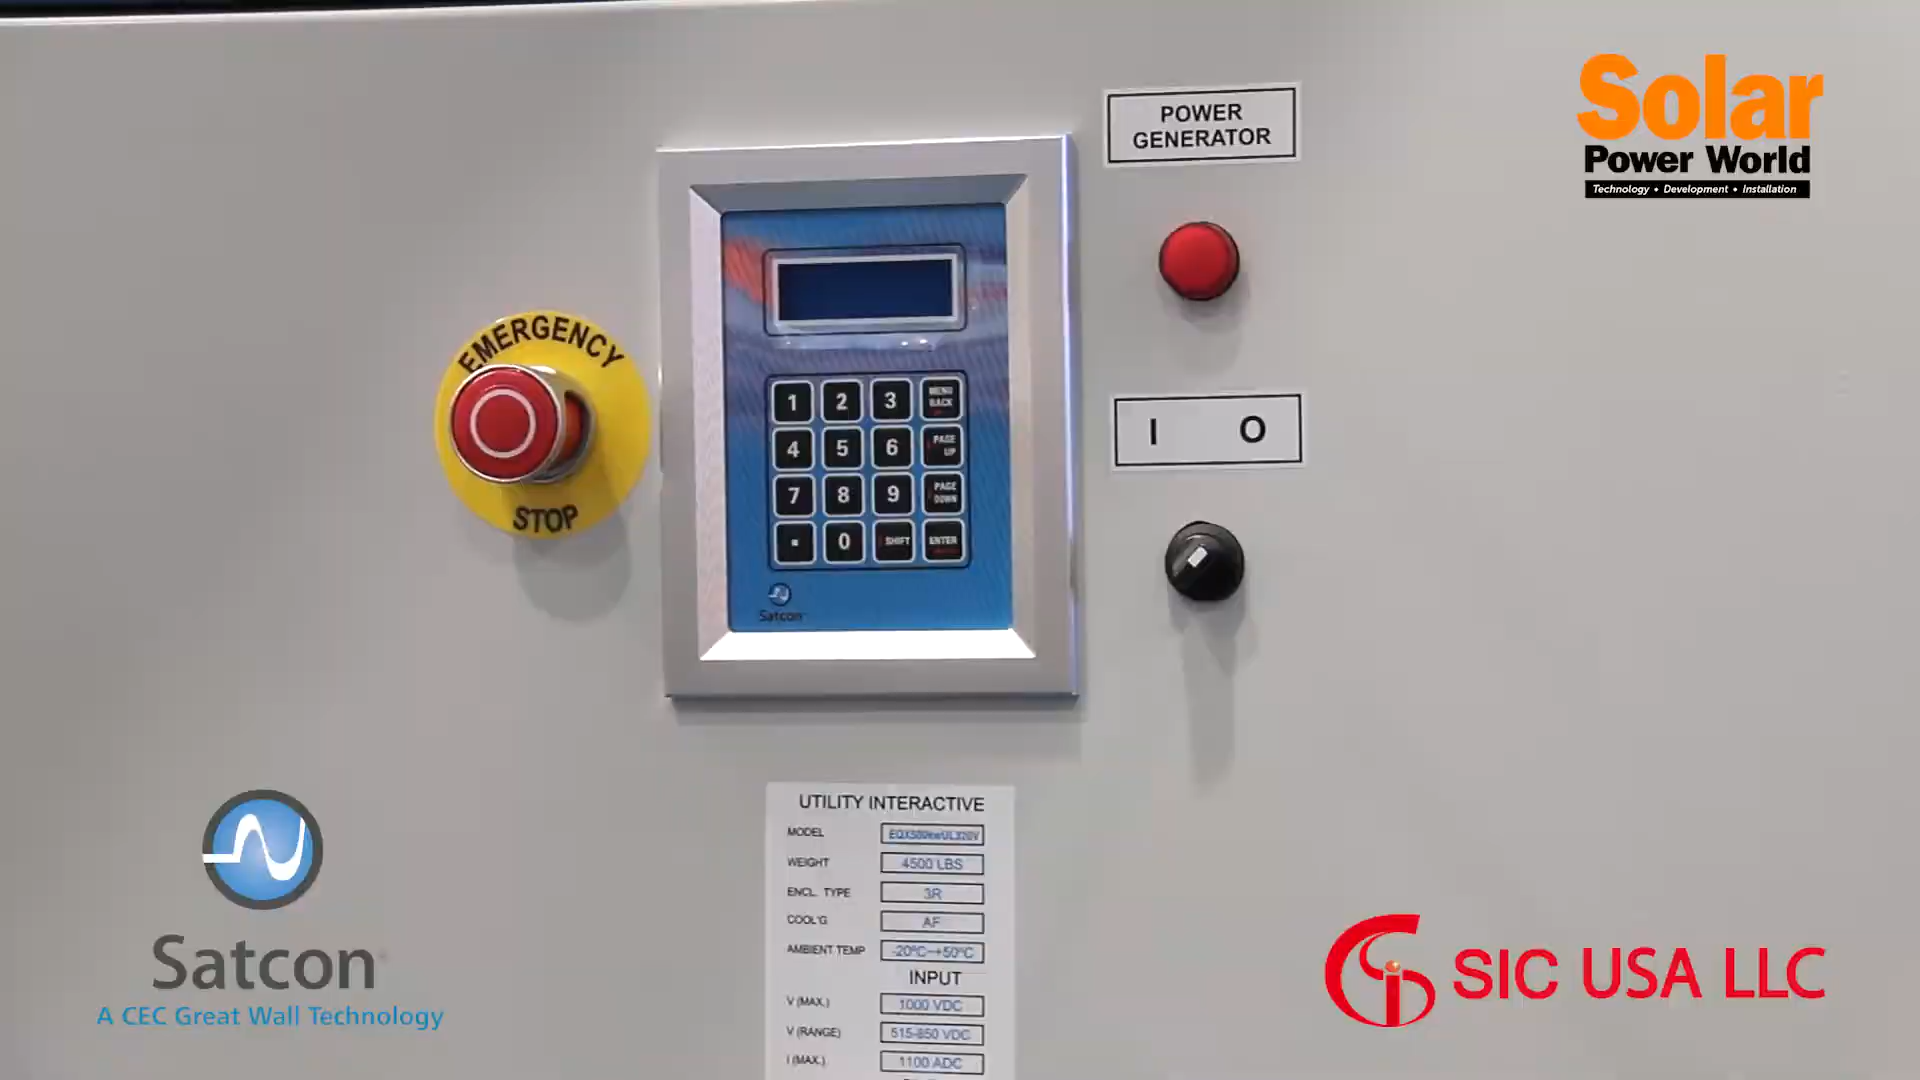 Solar
Power World
Technology • Development • Installation
POWER
GENERATOR
EMERGENCY
STOP
1 2 3 MENU BACK
4 5 6 PAGE UP
7 8 9 PAGE DOWN
. 0 SHIFT ENTER
Satcon
I O
UTILITY INTERACTIVE
MODEL
WEIGHT 4500 LBS
ENCL. TYPE 3R
COOL'G AF
AMBIENT TEMP -20°C~+50°C
INPUT
V (MAX.) 1000 VDC
V (RANGE) 515-850 VDC
I (MAX.) 1100 ADC
Satcon
A CEC Great Wall Technology
SIC USA LLC